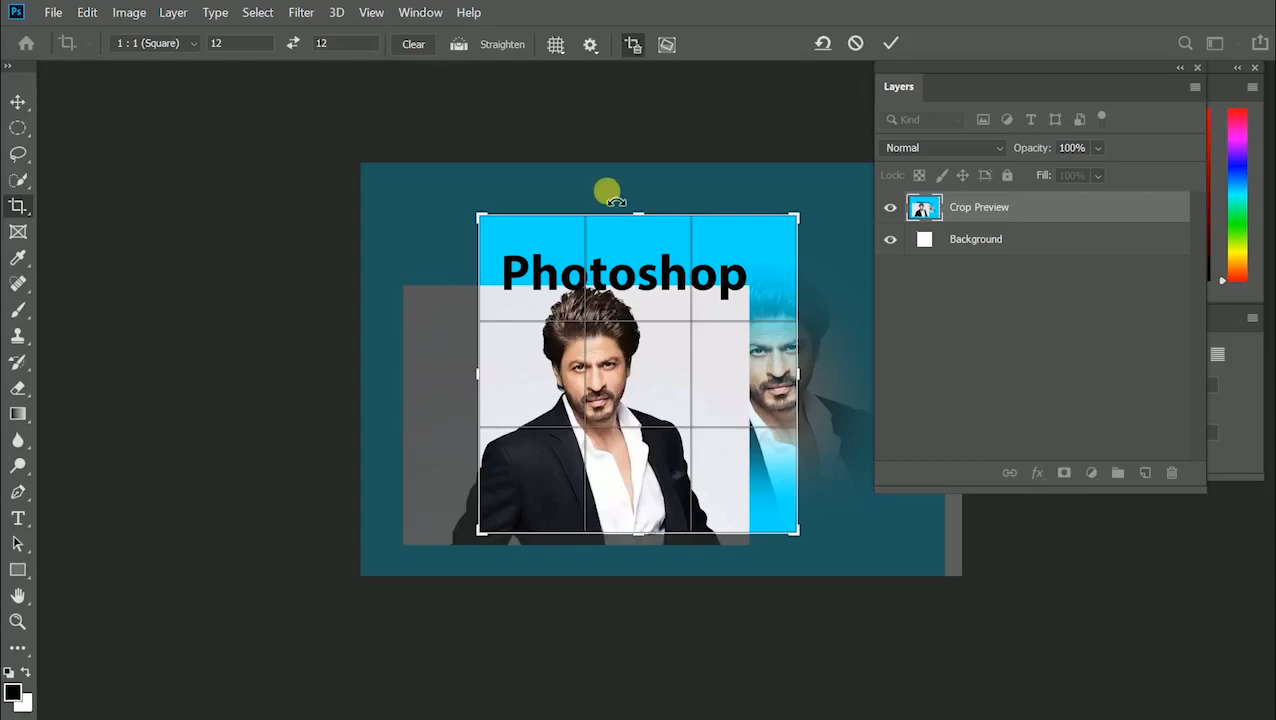 Ps File Edit Image Layer Type Select Filter 3D View Window Help
1 : 1 (Square) 12 12 Clear Straighten
Layers
Kind
Normal Opacity: 100%
Lock: Fill: 100%
Crop Preview
Background
Photoshop